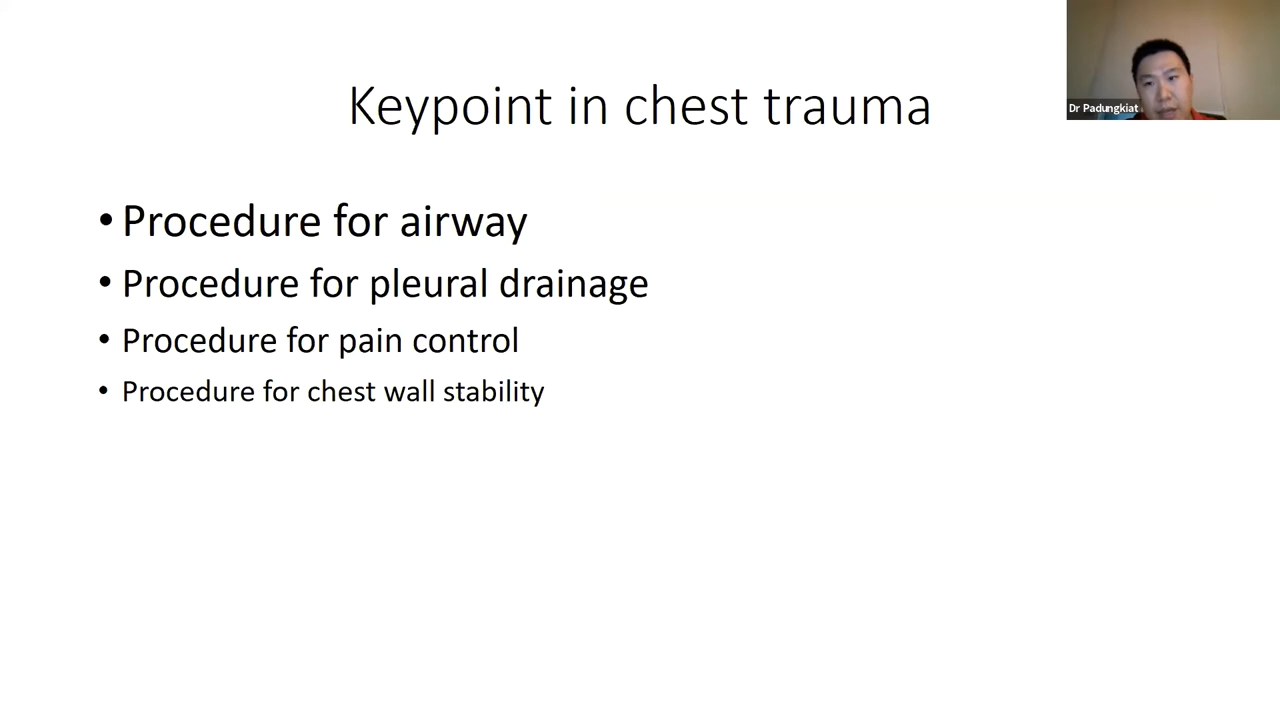 Keypoint in chest trauma
Dr Padungkiat
• Procedure for airway
• Procedure for pleural drainage
• Procedure for pain control
• Procedure for chest wall stability